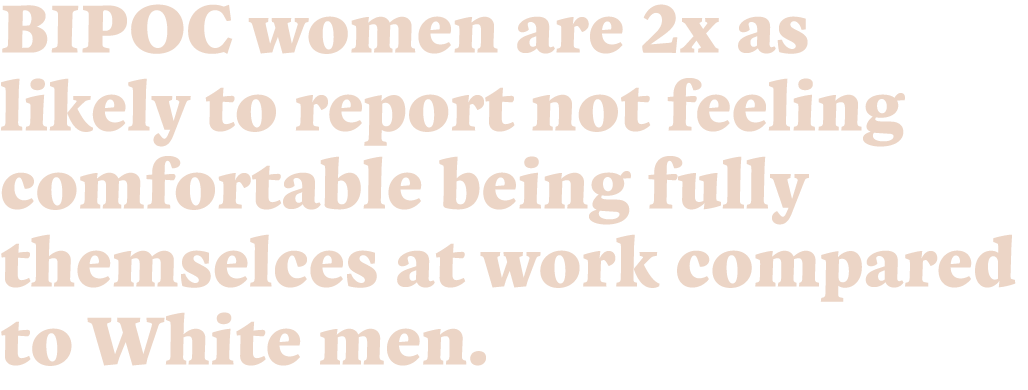 BIPOC women are 2x as
likely to report not feeling
comfortable being fully
themselces at work compared
to White men.